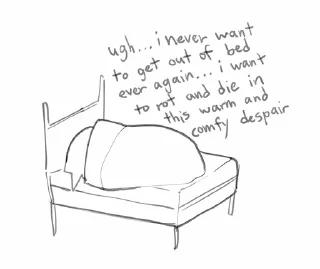 ugh... i never want
to get out of bed
ever again... i want
to rot and die in
this warm and
comfy despair